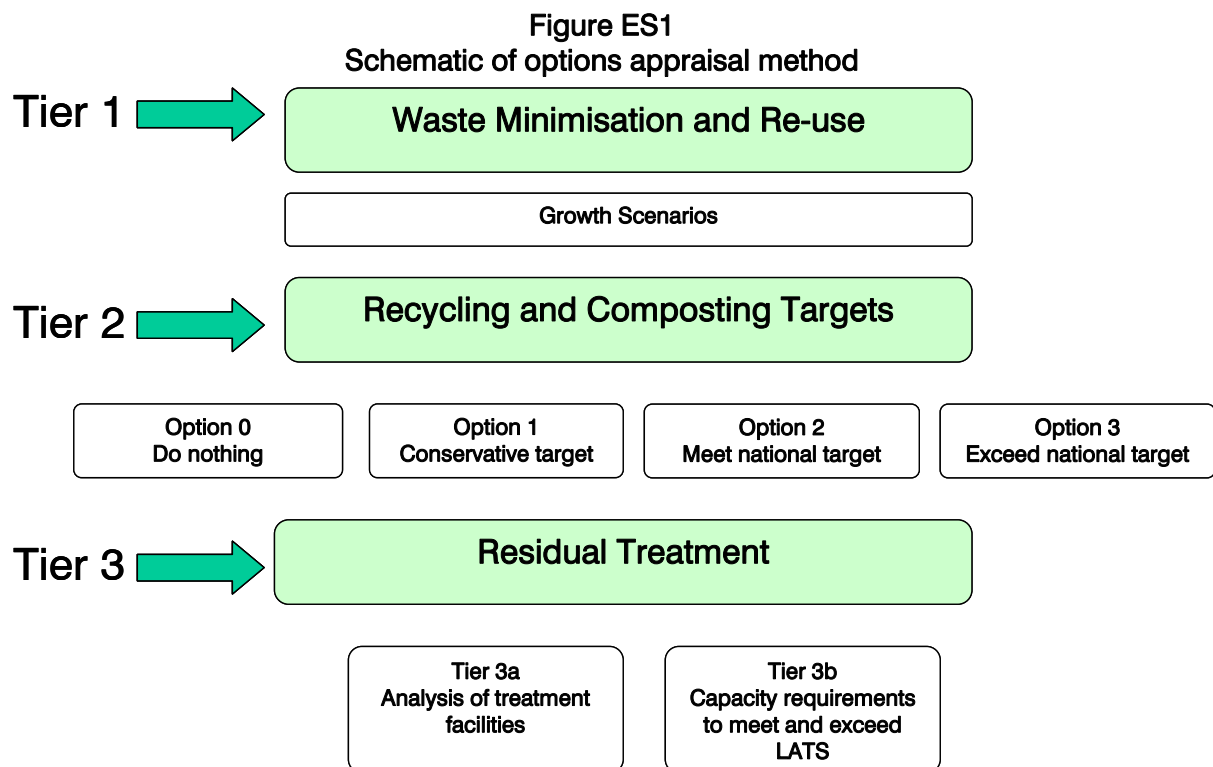 Figure ES1
Schematic of options appraisal method
Tier 1
Waste Minimisation and Re-use
Growth Scenarios
Tier 2
Recycling and Composting Targets
Option 0
Do nothing
Option 1
Conservative target
Option 2
Meet national target
Option 3
Exceed national target
Tier 3
Residual Treatment
Tier 3a
Analysis of treatment
facilities
Tier 3b
Capacity requirements
to meet and exceed
LATS